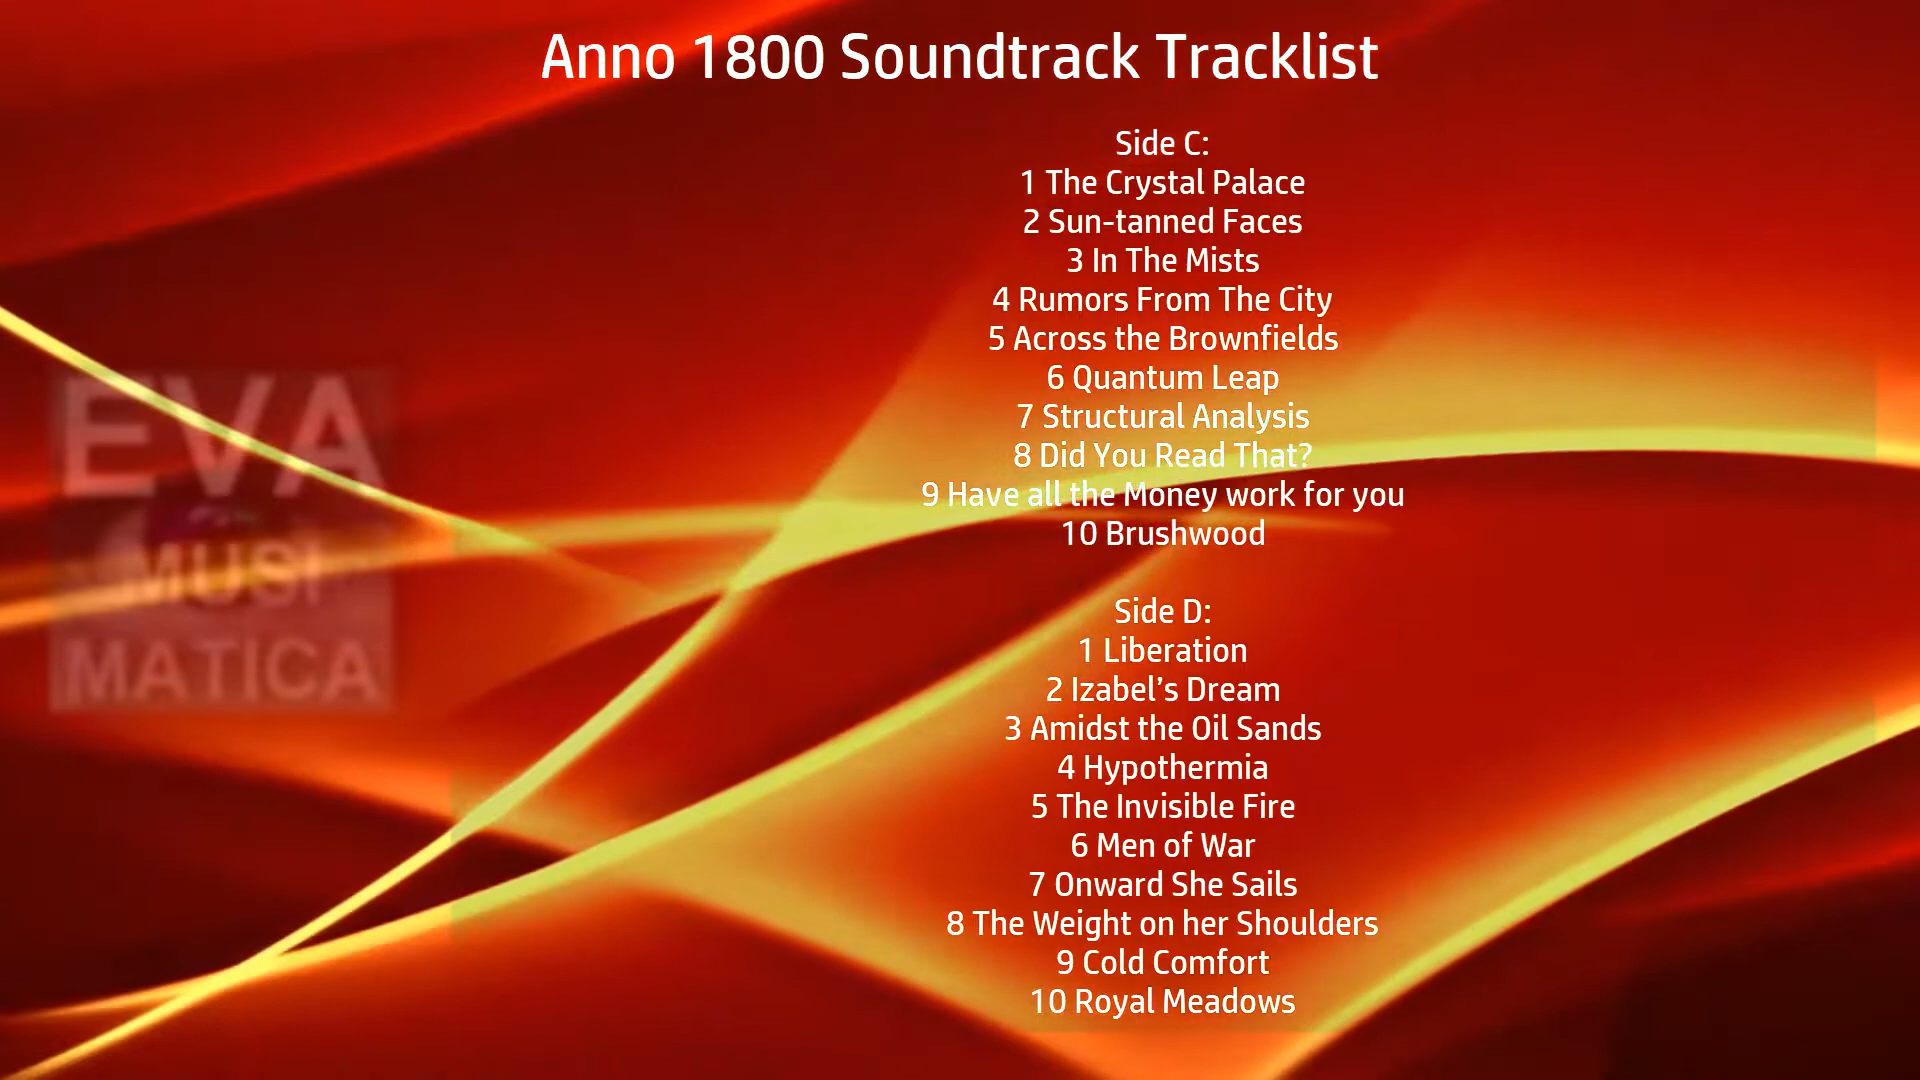 Anno 1800 Soundtrack Tracklist
Side C:
1 The Crystal Palace
2 Sun-tanned Faces
3 In The Mists
4 Rumors From The City
5 Across the Brownfields
6 Quantum Leap
7 Structural Analysis
8 Did You Read That?
9 Have all the Money work for you
10 Brushwood
Side D:
1 Liberation
2 Izabel’s Dream
3 Amidst the Oil Sands
4 Hypothermia
5 The Invisible Fire
6 Men of War
7 Onward She Sails
8 The Weight on her Shoulders
9 Cold Comfort
10 Royal Meadows
EVA
MUSI
MATICA